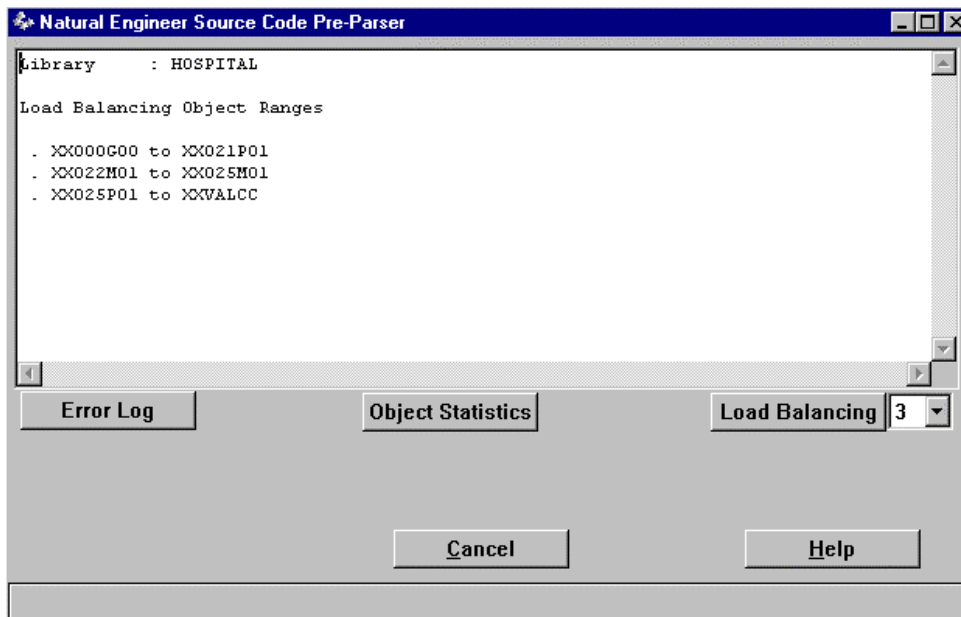 Natural Engineer Source Code Pre-Parser
Library : HOSPITAL
Load Balancing Object Ranges
. XX000G00 to XX021P01
. XX022M01 to XX025M01
. XX025P01 to XXVALCC
Error Log Object Statistics Load Balancing 3
Cancel Help